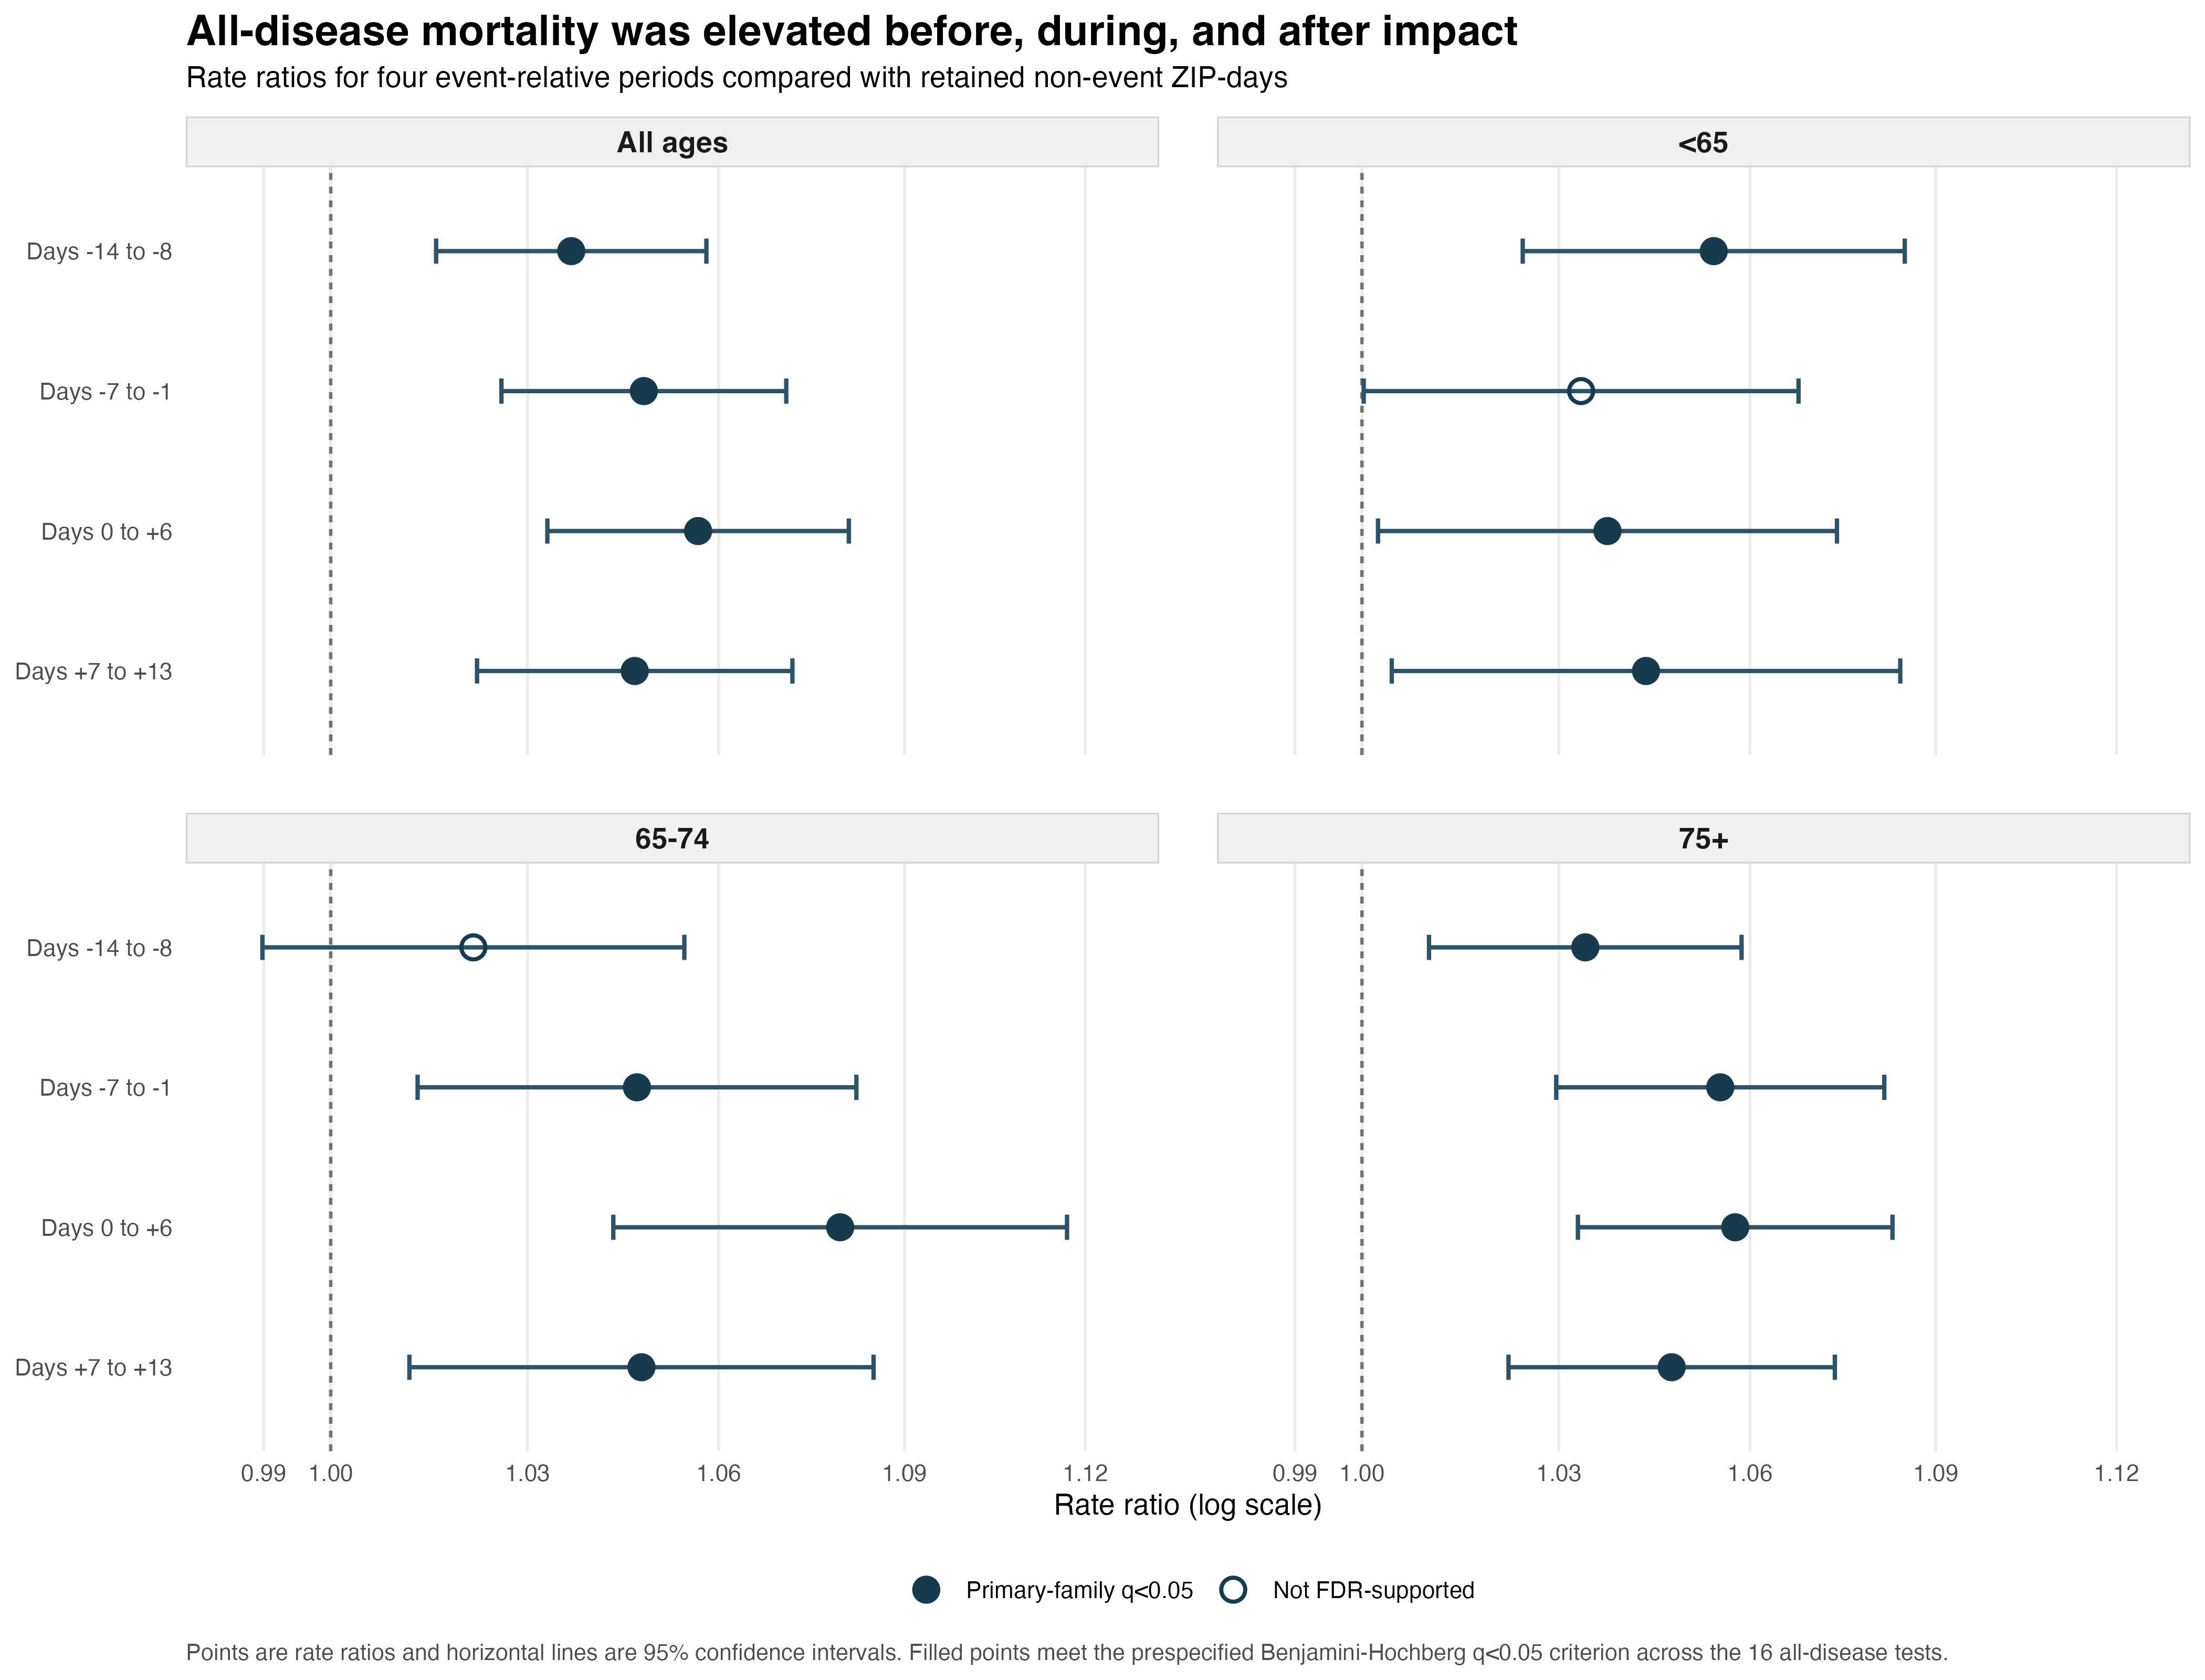 All-disease mortality was elevated before, during, and after impact
Rate ratios for four event-relative periods compared with retained non-event ZIP-days
All ages
<65
Days -14 to -8
Days -7 to -1
Days 0 to +6
Days +7 to +13
65-74
75+
Days -14 to -8
Days -7 to -1
Days 0 to +6
Days +7 to +13
0.99 1.00 1.03 1.06 1.09 1.12
0.99 1.00 1.03 1.06 1.09 1.12
Rate ratio (log scale)
Primary-family q<0.05
Not FDR-supported
Points are rate ratios and horizontal lines are 95% confidence intervals. Filled points meet the prespecified Benjamini-Hochberg q<0.05 criterion across the 16 all-disease tests.